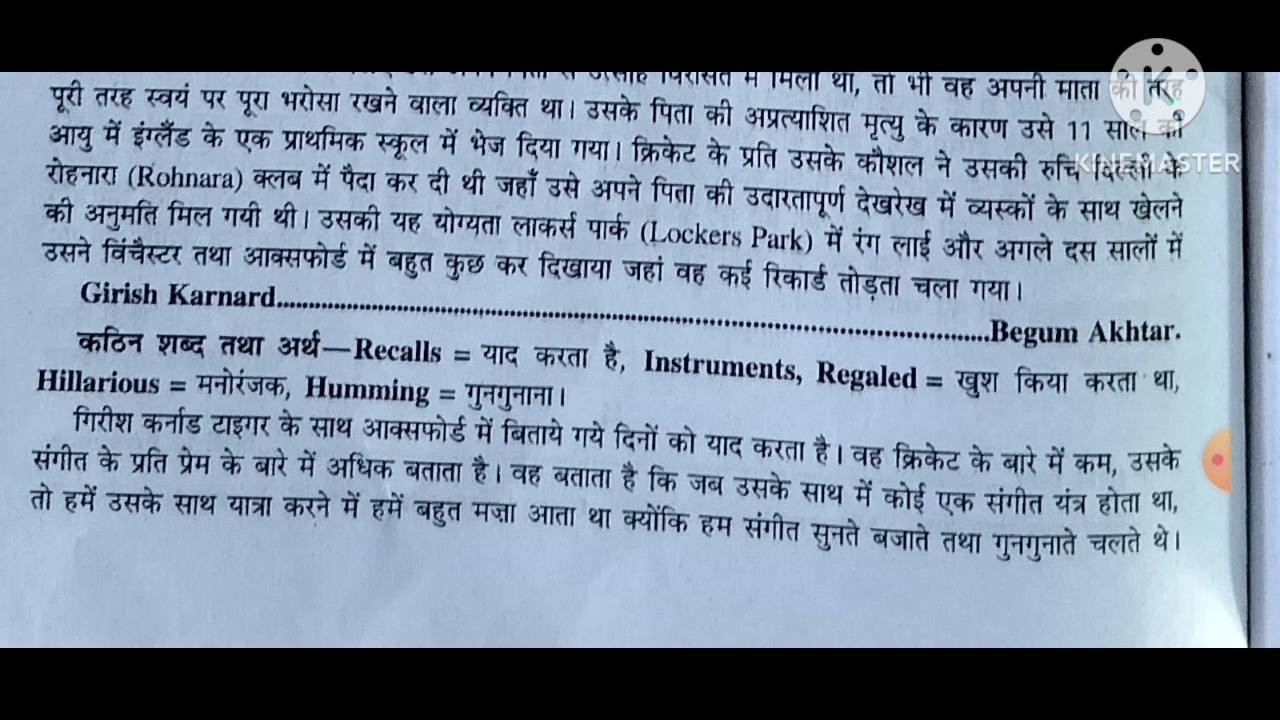 विरासत में मिला था, तो भी वह अपनी माता की तरह
पूरी तरह स्वयं पर पूरा भरोसा रखने वाला व्यक्ति था। उसके पिता की अप्रत्याशित मृत्यु के कारण उसे 11 साल की
आयु में इंग्लैंड के एक प्राथमिक स्कूल में भेज दिया गया। क्रिकेट के प्रति उसके कौशल ने उसकी रुचि दिल्ली के
KINEMASTER
रोहनारा (Rohnara) क्लब में पैदा कर दी थी जहाँ उसे अपने पिता की उदारतापूर्ण देखरेख में व्यस्कों के साथ खेलने
की अनुमति मिल गयी थी। उसकी यह योग्यता लाकर्स पार्क (Lockers Park) में रंग लाई और अगले दस सालों में
उसने विंचैस्टर तथा आक्सफोर्ड में बहुत कुछ कर दिखाया जहां वह कई रिकार्ड तोड़ता चला गया।
Girish Karnard..........................................................................................Begum Akhtar.
कठिन शब्द तथा अर्थ—Recalls = याद करता है, Instruments, Regaled = खुश किया करता था,
Hillarious = मनोरंजक, Humming = गुनगुनाना।
गिरीश कर्नाड टाइगर के साथ आक्सफोर्ड में बिताये गये दिनों को याद करता है। वह क्रिकेट के बारे में कम, उसके
संगीत के प्रति प्रेम के बारे में अधिक बताता है। वह बताता है कि जब उसके साथ में कोई एक संगीत यंत्र होता था,
तो हमें उसके साथ यात्रा करने में हमें बहुत मज़ा आता था क्योंकि हम संगीत सुनते बजाते तथा गुनगुनाते चलते थे।